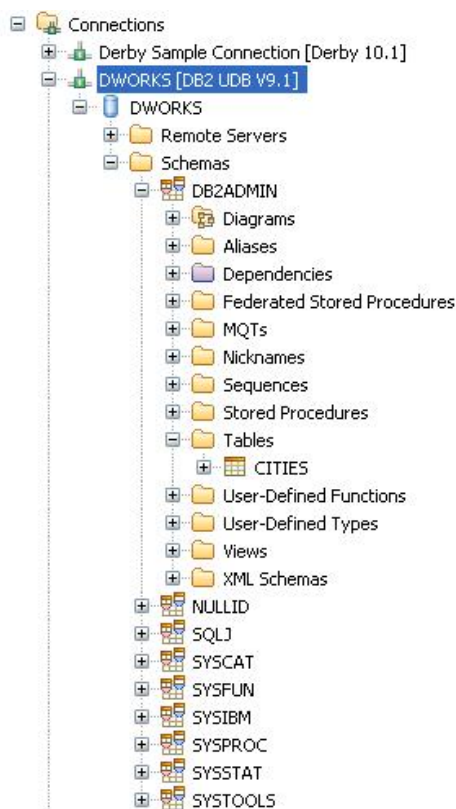 Connections
Derby Sample Connection [Derby 10.1]
DWORKS [DB2 UDB V9.1]
DWORKS
Remote Servers
Schemas
DB2ADMIN
Diagrams
Aliases
Dependencies
Federated Stored Procedures
MQTs
Nicknames
Sequences
Stored Procedures
Tables
CITIES
User-Defined Functions
User-Defined Types
Views
XML Schemas
NULLID
SQLJ
SYSCAT
SYSFUN
SYSIBM
SYSPROC
SYSSTAT
SYSTOOLS